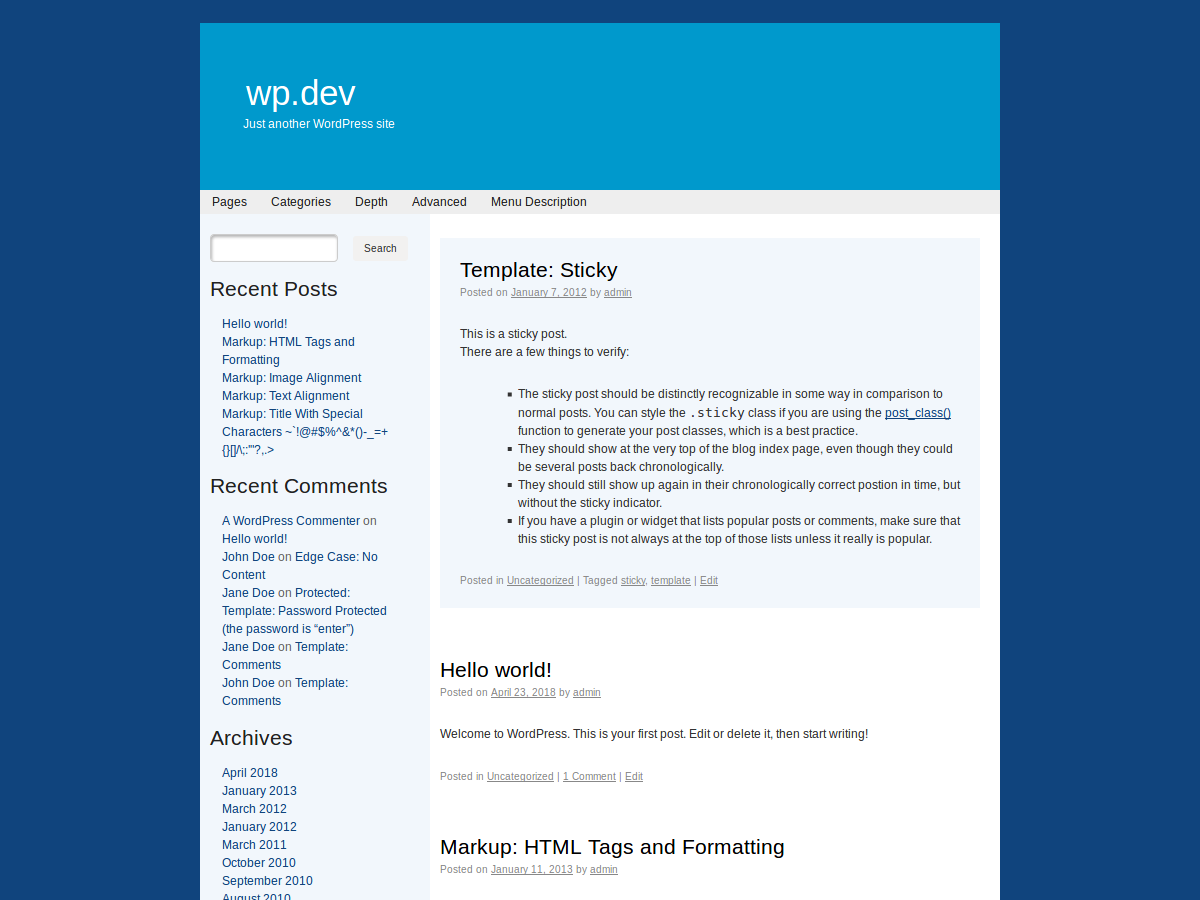 wp.dev
Just another WordPress site
Pages Categories Depth Advanced Menu Description
Search
Recent Posts
Hello world!
Markup: HTML Tags and
Formatting
Markup: Image Alignment
Markup: Text Alignment
Markup: Title With Special
Characters ~`!@#$%^&*()-_=+
{}[]/\;:'"?,.>
Recent Comments
A WordPress Commenter on
Hello world!
John Doe on Edge Case: No
Content
Jane Doe on Protected:
Template: Password Protected
(the password is “enter”)
Jane Doe on Template:
Comments
John Doe on Template:
Comments
Archives
April 2018
January 2013
March 2012
January 2012
March 2011
October 2010
September 2010
August 2010
Template: Sticky
Posted on January 7, 2012 by admin
This is a sticky post.
There are a few things to verify:
The sticky post should be distinctly recognizable in some way in comparison to
normal posts. You can style the .sticky class if you are using the post_class()
function to generate your post classes, which is a best practice.
They should show at the very top of the blog index page, even though they could
be several posts back chronologically.
They should still show up again in their chronologically correct postion in time, but
without the sticky indicator.
If you have a plugin or widget that lists popular posts or comments, make sure that
this sticky post is not always at the top of those lists unless it really is popular.
Posted in Uncategorized | Tagged sticky, template | Edit
Hello world!
Posted on April 23, 2018 by admin
Welcome to WordPress. This is your first post. Edit or delete it, then start writing!
Posted in Uncategorized | 1 Comment | Edit
Markup: HTML Tags and Formatting
Posted on January 11, 2013 by admin